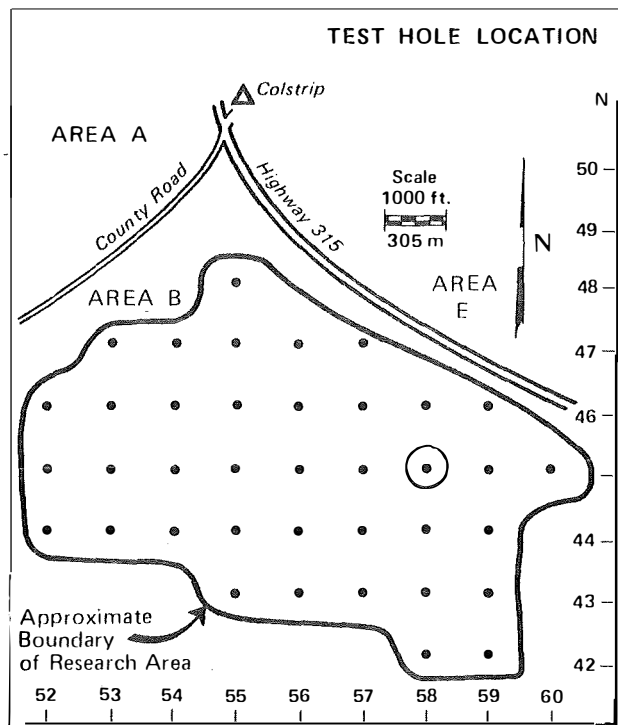 TEST HOLE LOCATION
Colstrip
N
AREA A
County Road
Highway 315
Scale
1000 ft.
305 m
N
AREA B
AREA
E
50
49
48
47
46
45
44
43
42
Approximate
Boundary
of Research Area
52 53 54 55 56 57 58 59 60